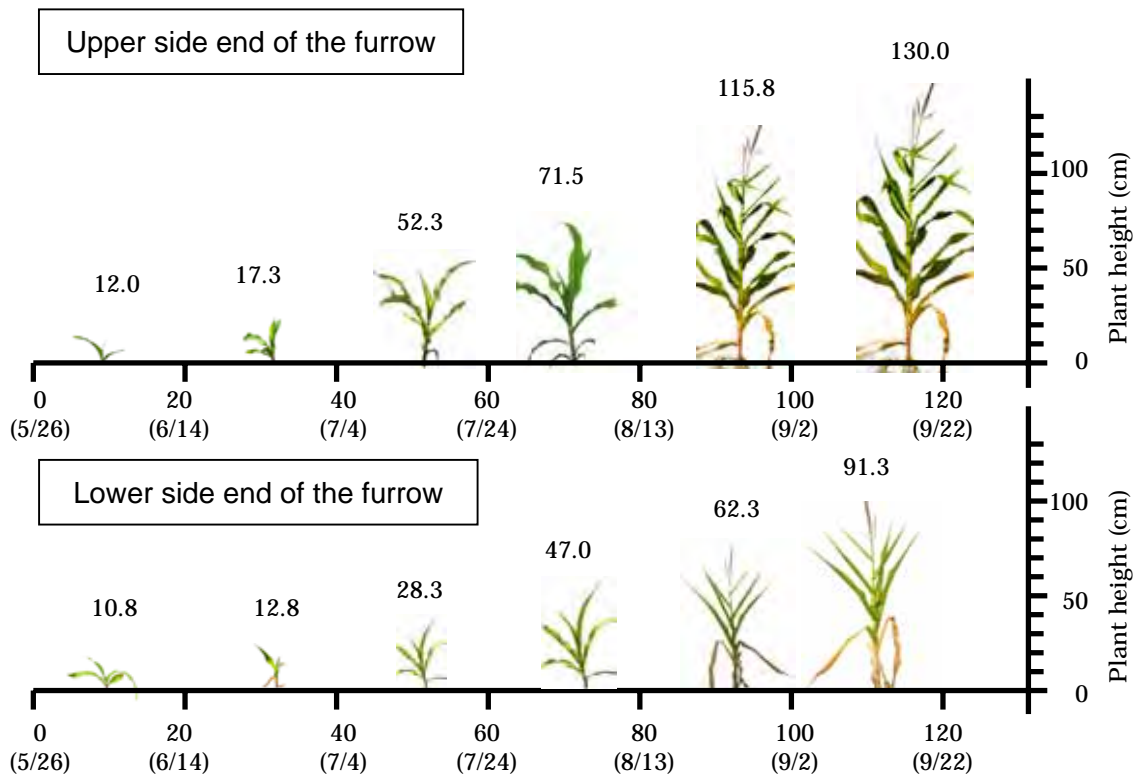 Upper side end of the furrow
12.0
17.3
52.3
71.5
115.8
130.0
100
50
0
Plant height (cm)
0 20 40 60 80 100 120
(5/26) (6/14) (7/4) (7/24) (8/13) (9/2) (9/22)
Lower side end of the furrow
10.8
12.8
28.3
47.0
62.3
91.3
100
50
0
Plant height (cm)
0 20 40 60 80 100 120
(5/26) (6/14) (7/4) (7/24) (8/13) (9/2) (9/22)